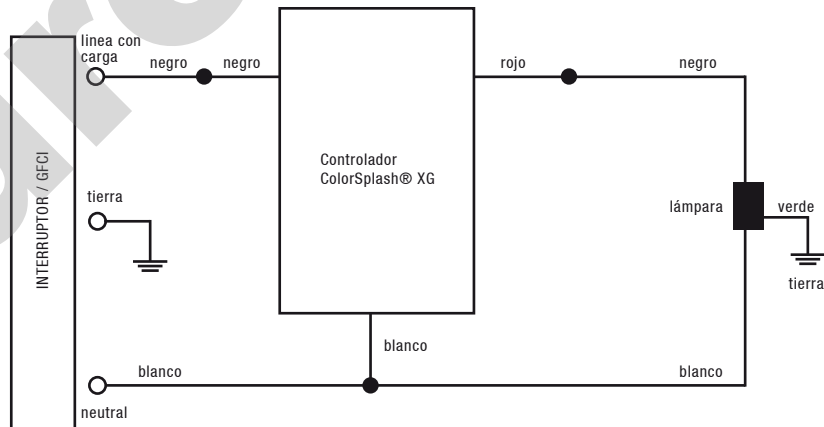 linea con
carga
negro
negro
rojo
negro
Controlador
ColorSplash® XG
INTERRUPTOR / GFCI
tierra
lámpara
verde
tierra
blanco
blanco
blanco
neutral